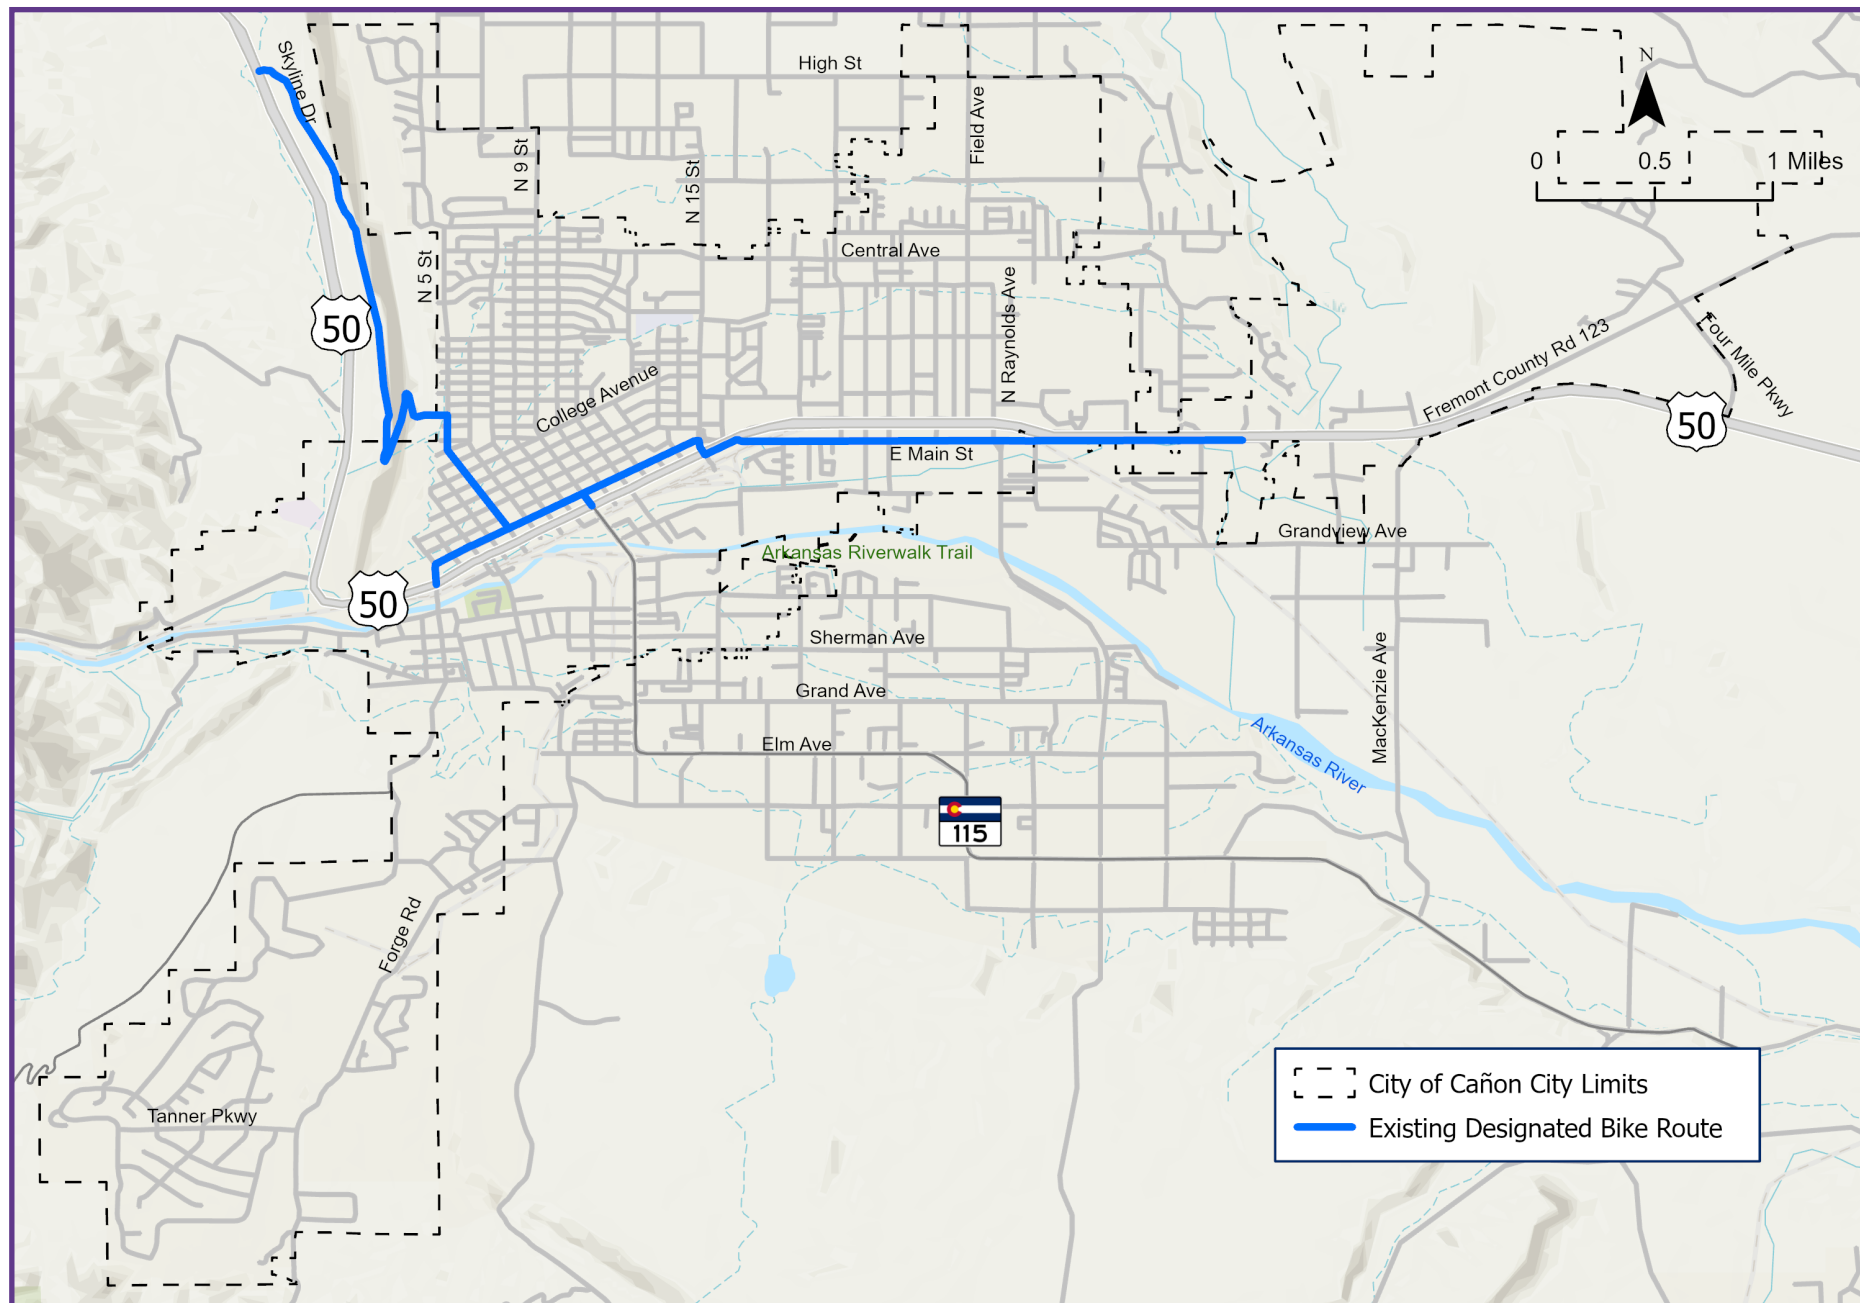 Skyline Dr
High St
N
Field Ave
0 0.5 1 Miles
N 9 St
N 15 St
Central Ave
N 5 St
N Raynolds Ave
50
Fremont County Rd 123
Four Mile Pkwy
College Avenue
50
E Main St
Grandview Ave
Arkansas Riverwalk Trail
50
Sherman Ave
MacKenzie Ave
Grand Ave
Elm Ave
Arkansas River
115
Forge Rd
Tanner Pkwy
City of Cañon City Limits
Existing Designated Bike Route